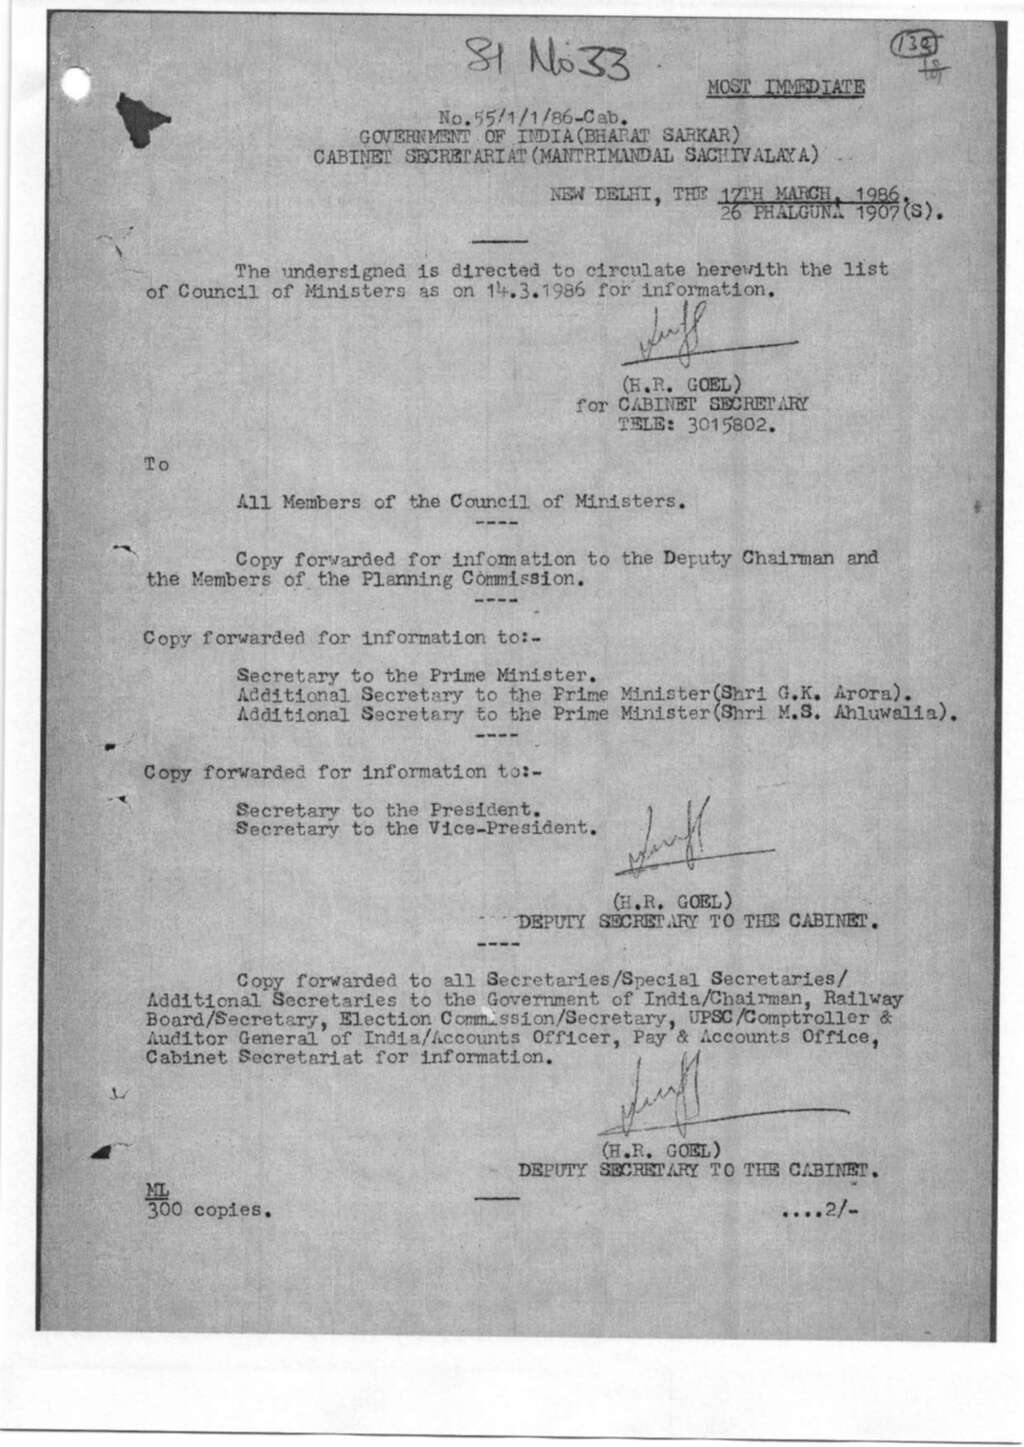 Sl No 33
MOST IMMEDIATE
No.55/1/1/86-Cab.
GOVERNMENT OF INDIA(BHARAT SARKAR)
CABINET SECRETARIAT(MANTRIMANDAL SACHIVALAYA)
NEW DELHI, THE 17TH MARCH, 1986.
26 PHALGUNA 1907(S).
The undersigned is directed to circulate herewith the list
of Council of Ministers as on 14.3.1986 for information.
(H.R. GOEL)
for CABINET SECRETARY
TELE: 3015802.
To
All Members of the Council of Ministers.
----
Copy forwarded for information to the Deputy Chairman and
the Members of the Planning Commission.
----
Copy forwarded for information to:-
Secretary to the Prime Minister.
Additional Secretary to the Prime Minister(Shri G.K. Arora).
Additional Secretary to the Prime Minister(Shri M.S. Ahluwalia).
----
Copy forwarded for information to:-
Secretary to the President.
Secretary to the Vice-President.
(H.R. GOEL)
DEPUTY SECRETARY TO THE CABINET.
----
Copy forwarded to all Secretaries/Special Secretaries/
Additional Secretaries to the Government of India/Chairman, Railway
Board/Secretary, Election Commission/Secretary, UPSC/Comptroller &
Auditor General of India/Accounts Officer, Pay & Accounts Office,
Cabinet Secretariat for information.
(H.R. GOEL)
DEPUTY SECRETARY TO THE CABINET.
ML
300 copies.
....2/-